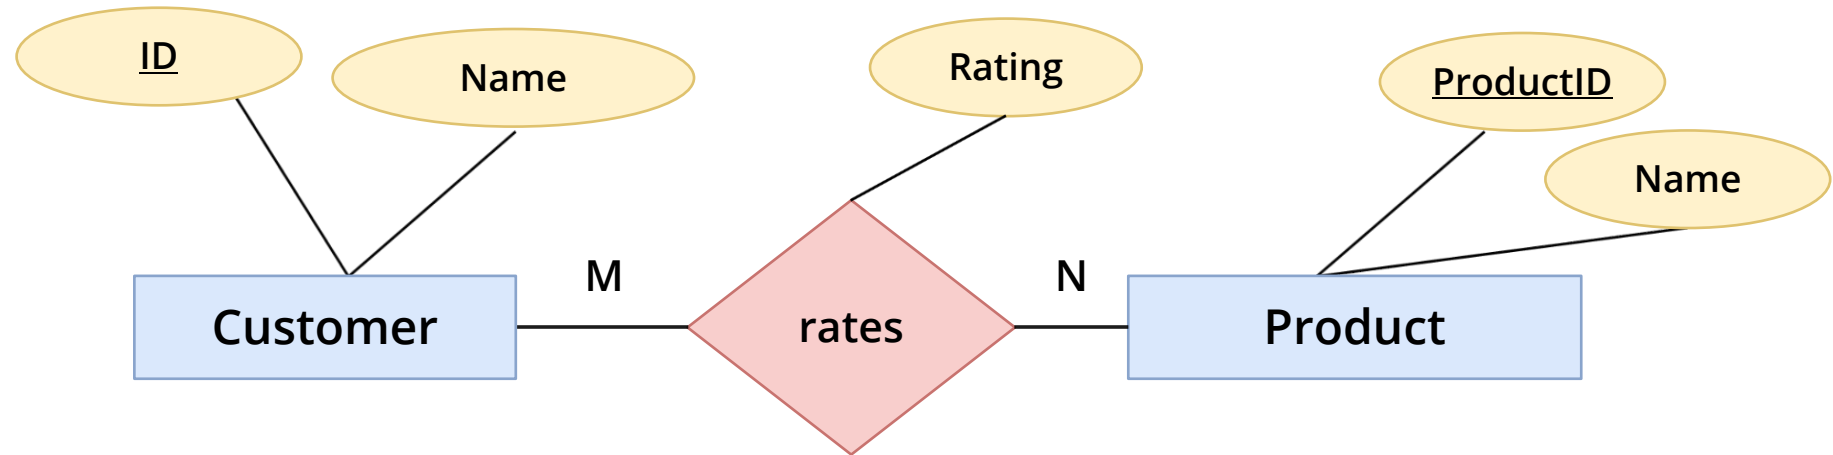 ID
Name
Rating
ProductID
Name
M
N
Customer
rates
Product